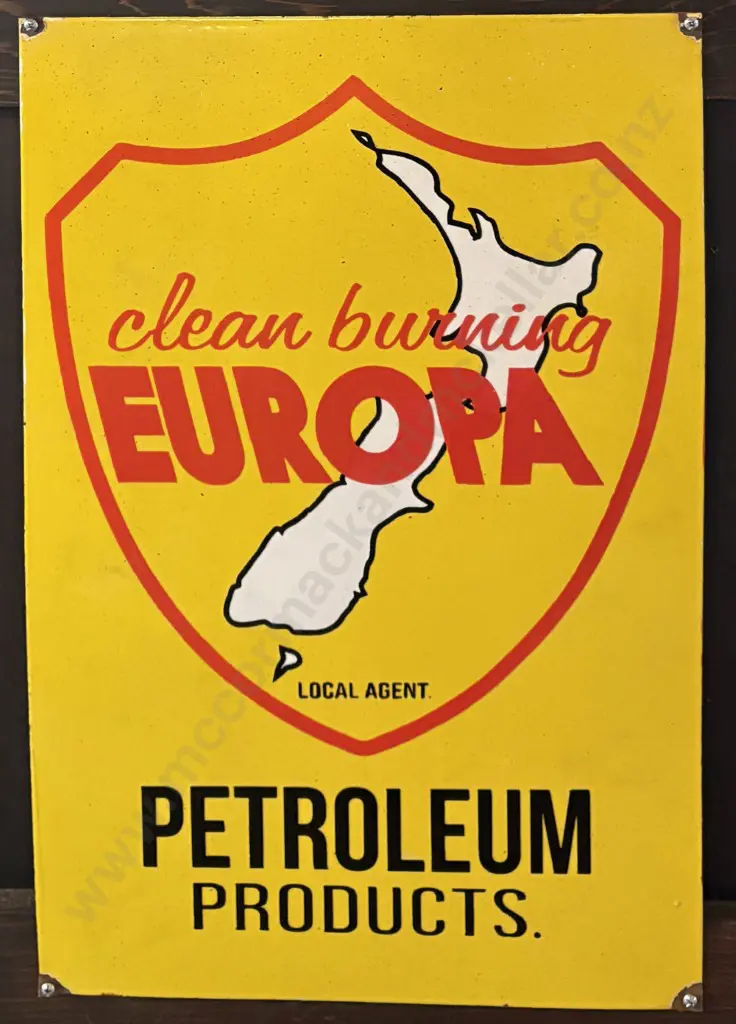 clean burning
EUROPA
LOCAL AGENT.
PETROLEUM
PRODUCTS.